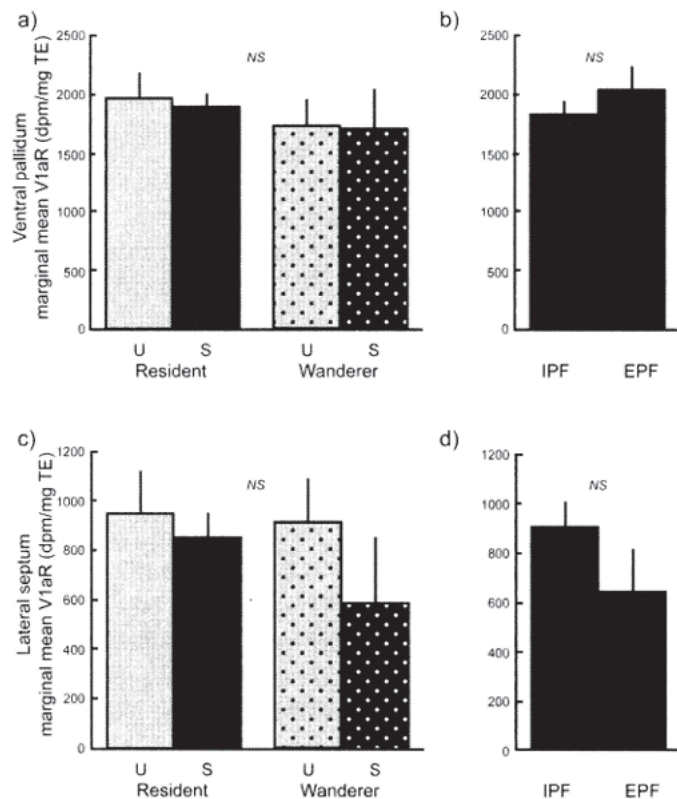 a)
NS
Ventral pallidum
marginal mean V1aR (dpm/mg TE)
2500
2000
1500
1000
500
0
U S U S
Resident Wanderer
b)
NS
2500
2000
1500
1000
500
0
IPF EPF
c)
NS
Lateral septum
marginal mean V1aR (dpm/mg TE)
1200
1000
800
600
400
200
0
U S U S
Resident Wanderer
d)
NS
1200
1000
800
600
400
200
0
IPF EPF